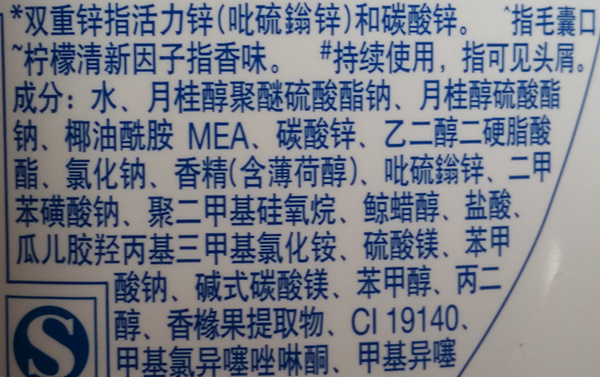 *双重锌指活力锌(吡硫鎓锌)和碳酸锌。 ^指毛囊口
~柠檬清新因子指香味。 #持续使用，指可见头屑。
成分：水、月桂醇聚醚硫酸酯钠、月桂醇硫酸酯
钠、椰油酰胺 MEA、碳酸锌、乙二醇二硬脂酸
酯、氯化钠、香精(含薄荷醇)、吡硫鎓锌、二甲
苯磺酸钠、聚二甲基硅氧烷、鲸蜡醇、盐酸、
瓜儿胶羟丙基三甲基氯化铵、硫酸镁、苯甲
酸钠、碱式碳酸镁、苯甲醇、丙二
醇、香橼果提取物、CI 19140、
甲基氯异噻唑啉酮、甲基异噻
S